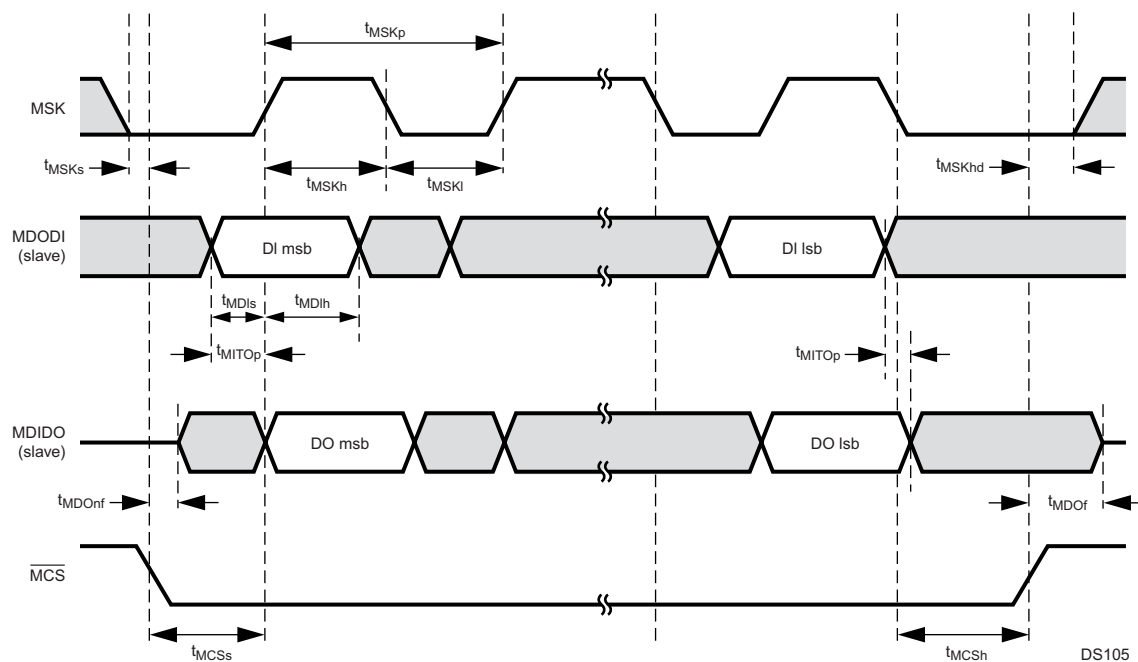 tMSKp
MSK
tMSKs
tMSKh
tMSKl
tMSKhd
MDODI
(slave)
DI msb
DI lsb
tMDIs
tMDIh
tMITOp
tMITOp
MDIDO
(slave)
DO msb
DO lsb
tMDOnf
tMDOf
MCS
tMCSs
tMCSh
DS105